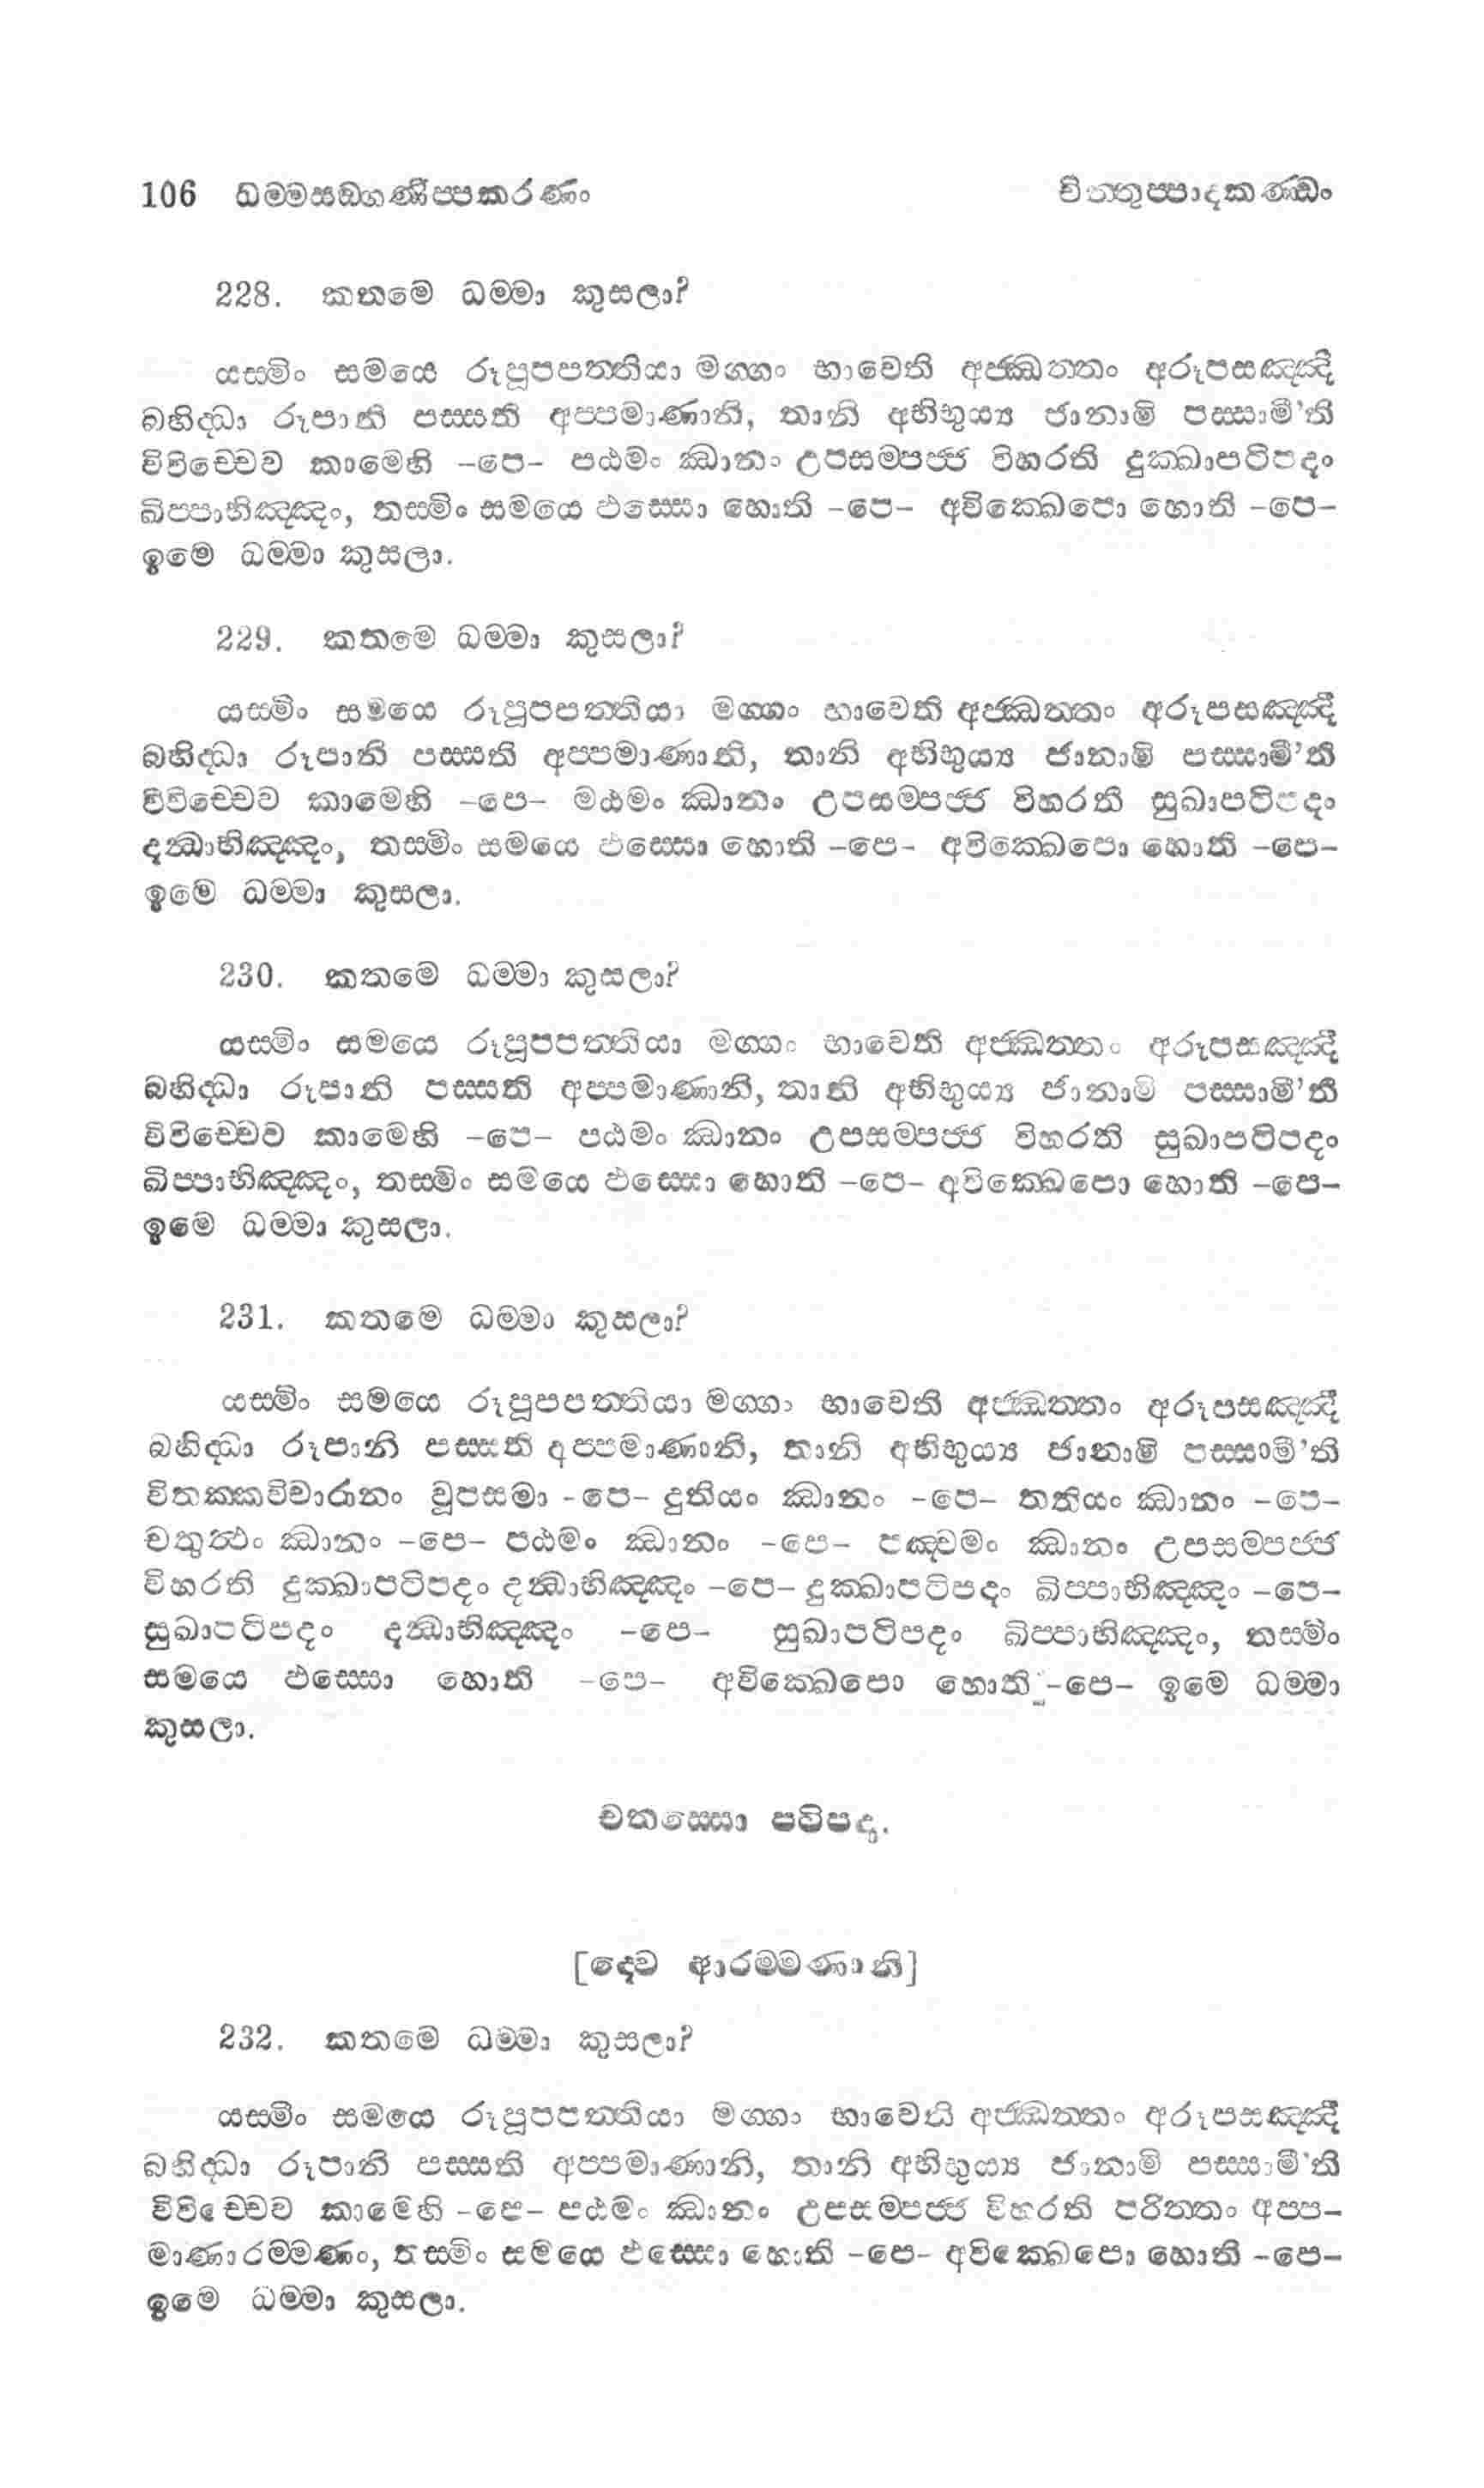 106 ධම්මසඞ්ගණීප්පකරණං චිත්තුප්පාදකණ්ඩං
228. කතමෙ ධම්මා කුසලා?
යස්මිං සමයෙ රූපූපපත්තියා මග්ගං භාවෙති අජ්ඣත්තං අරූපසඤ්ඤී
බහිද්ධා රූපානි පස්සති අප්පමාණානි, තානි අභිභුය්‍ය ජානාමි පස්සාමී’ති
විවිච්චෙව කාමෙහි -පෙ- පඨමං ඣානං උපසම්පජ්ජ විහරති දුක්ඛාපටිපදං
ඛිප්පාභිඤ්ඤං, තස්මිං සමයෙ ඵස්සො හොති -පෙ- අවික්ඛෙපො හොති -පෙ-
ඉමෙ ධම්මා කුසලා.
229. කතමෙ ධම්මා කුසලා?
යස්මිං සමයෙ රූපූපපත්තියා මග්ගං භාවෙති අජ්ඣත්තං අරූපසඤ්ඤී
බහිද්ධා රූපානි පස්සති අප්පමාණානි, තානි අභිභුය්‍ය ජානාමි පස්සාමී’ති
විවිච්චෙව කාමෙහි -පෙ- මඨමං ඣානං උපසම්පජ්ජ විහරති සුඛාපටිපදං
දන්ධාභිඤ්ඤං, තස්මිං සමයෙ ඵස්සො හොති -පෙ- අවික්ඛෙපො හොති -පෙ-
ඉමෙ ධම්මා කුසලා.
230. කතමෙ ධම්මා කුසලා?
යස්මිං සමයෙ රූපූපපත්තියා මග්ගං භාවෙති අජ්ඣත්තං අරූපසඤ්ඤී
බහිද්ධා රූපානි පස්සති අප්පමාණානි, තානි අභිභුය්‍ය ජානාමි පස්සාමී’ති
විවිච්චෙව කාමෙහි -පෙ- පඨමං ඣානං උපසම්පජ්ජ විහරති සුඛාපටිපදං
ඛිප්පාභිඤ්ඤං, තස්මිං සමයෙ ඵස්සො හොති -පෙ- අවික්ඛෙපො හොති -පෙ-
ඉමෙ ධම්මා කුසලා.
231. කතමෙ ධම්මා කුසලා?
යස්මිං සමයෙ රූපූපපත්තියා මග්ගං භාවෙති අජ්ඣත්තං අරූපසඤ්ඤී
බහිද්ධා රූපානි පස්සති අප්පමාණානි, තානි අභිභුය්‍ය ජානාමි පස්සාමී’ති
විතක්කවිචාරානං වූපසමා -පෙ- දුතියං ඣානං -පෙ- තතියං ඣානං -පෙ-
චතුත්ථං ඣානං -පෙ- පඨමං ඣානං -පෙ- පඤ්චමං ඣානං උපසම්පජ්ජ
විහරති දුක්ඛාපටිපදං දන්ධාභිඤ්ඤං -පෙ- දුක්ඛාපටිපදං ඛිප්පාභිඤ්ඤං -පෙ-
සුඛාපටිපදං දන්ධාභිඤ්ඤං -පෙ- සුඛාපටිපදං ඛිප්පාභිඤ්ඤං, තස්මිං
සමයෙ ඵස්සො හොති -පෙ- අවික්ඛෙපො හොති -පෙ- ඉමෙ ධම්මා
කුසලා.
චතස්සො පටිපදා.
[ද්වෙ ආරම්මණානි]
232. කතමෙ ධම්මා කුසලා?
යස්මිං සමයෙ රූපූපපත්තියා මග්ගං භාවෙති අජ්ඣත්තං අරූපසඤ්ඤී
බහිද්ධා රූපානි පස්සති අප්පමාණානි, තානි අභිභුය්‍ය ජානාමි පස්සාමී’ති
විවිච්චෙව කාමෙහි -පෙ- පඨමං ඣානං උපසම්පජ්ජ විහරති පරිත්තං අප්ප-
මාණාරම්මණං, තස්මිං සමයෙ ඵස්සො හොති -පෙ- අවික්ඛෙපො හොති -පෙ-
ඉමෙ ධම්මා කුසලා.